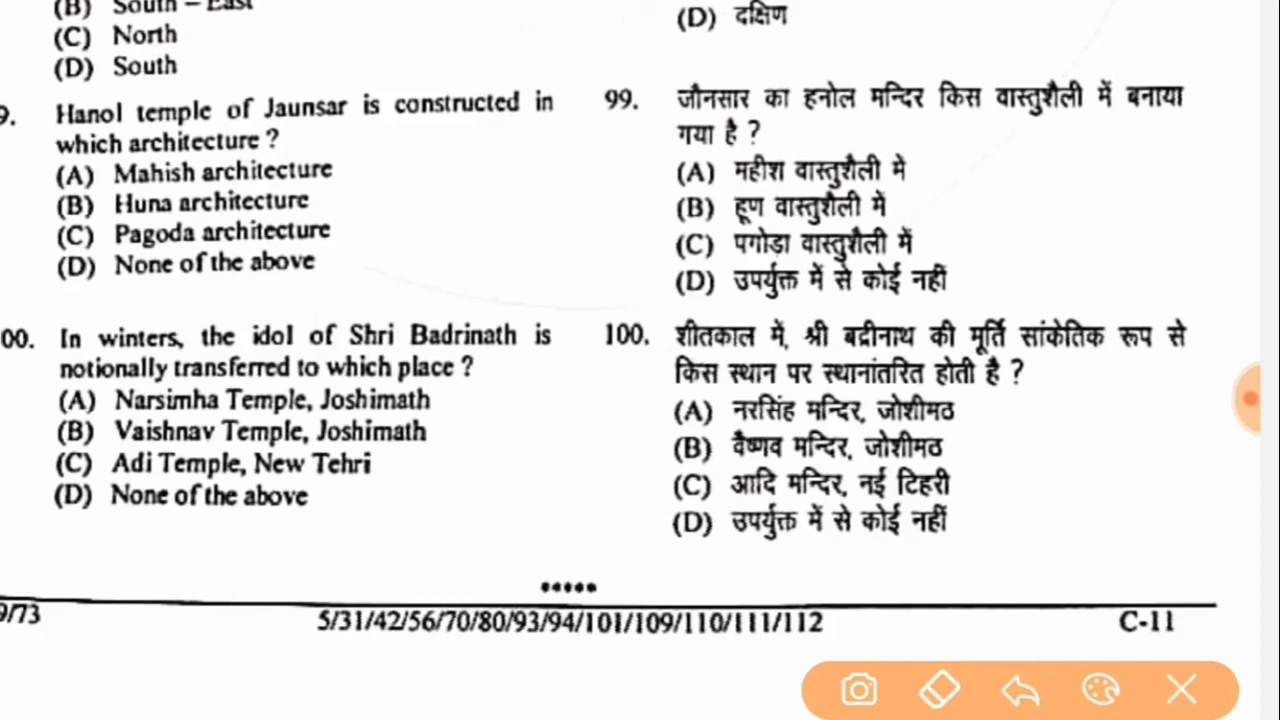 (B) South – East
(C) North
(D) South
9. Hanol temple of Jaunsar is constructed in
which architecture ?
(A) Mahish architecture
(B) Huna architecture
(C) Pagoda architecture
(D) None of the above
00. In winters, the idol of Shri Badrinath is
notionally transferred to which place ?
(A) Narsimha Temple, Joshimath
(B) Vaishnav Temple, Joshimath
(C) Adi Temple, New Tehri
(D) None of the above
(D) दक्षिण
99. जौनसार का हनोल मन्दिर किस वास्तुशैली में बनाया
गया है ?
(A) महीश वास्तुशैली में
(B) हूण वास्तुशैली में
(C) पगोडा वास्तुशैली में
(D) उपर्युक्त में से कोई नहीं
100. शीतकाल में, श्री बद्रीनाथ की मूर्ति सांकेतिक रूप से
किस स्थान पर स्थानांतरित होती है ?
(A) नरसिंह मन्दिर, जोशीमठ
(B) वैष्णव मन्दिर, जोशीमठ
(C) आदि मन्दिर, नई टिहरी
(D) उपर्युक्त में से कोई नहीं
•••••
9/73 5/31/42/56/70/80/93/94/101/109/110/111/112 C-11